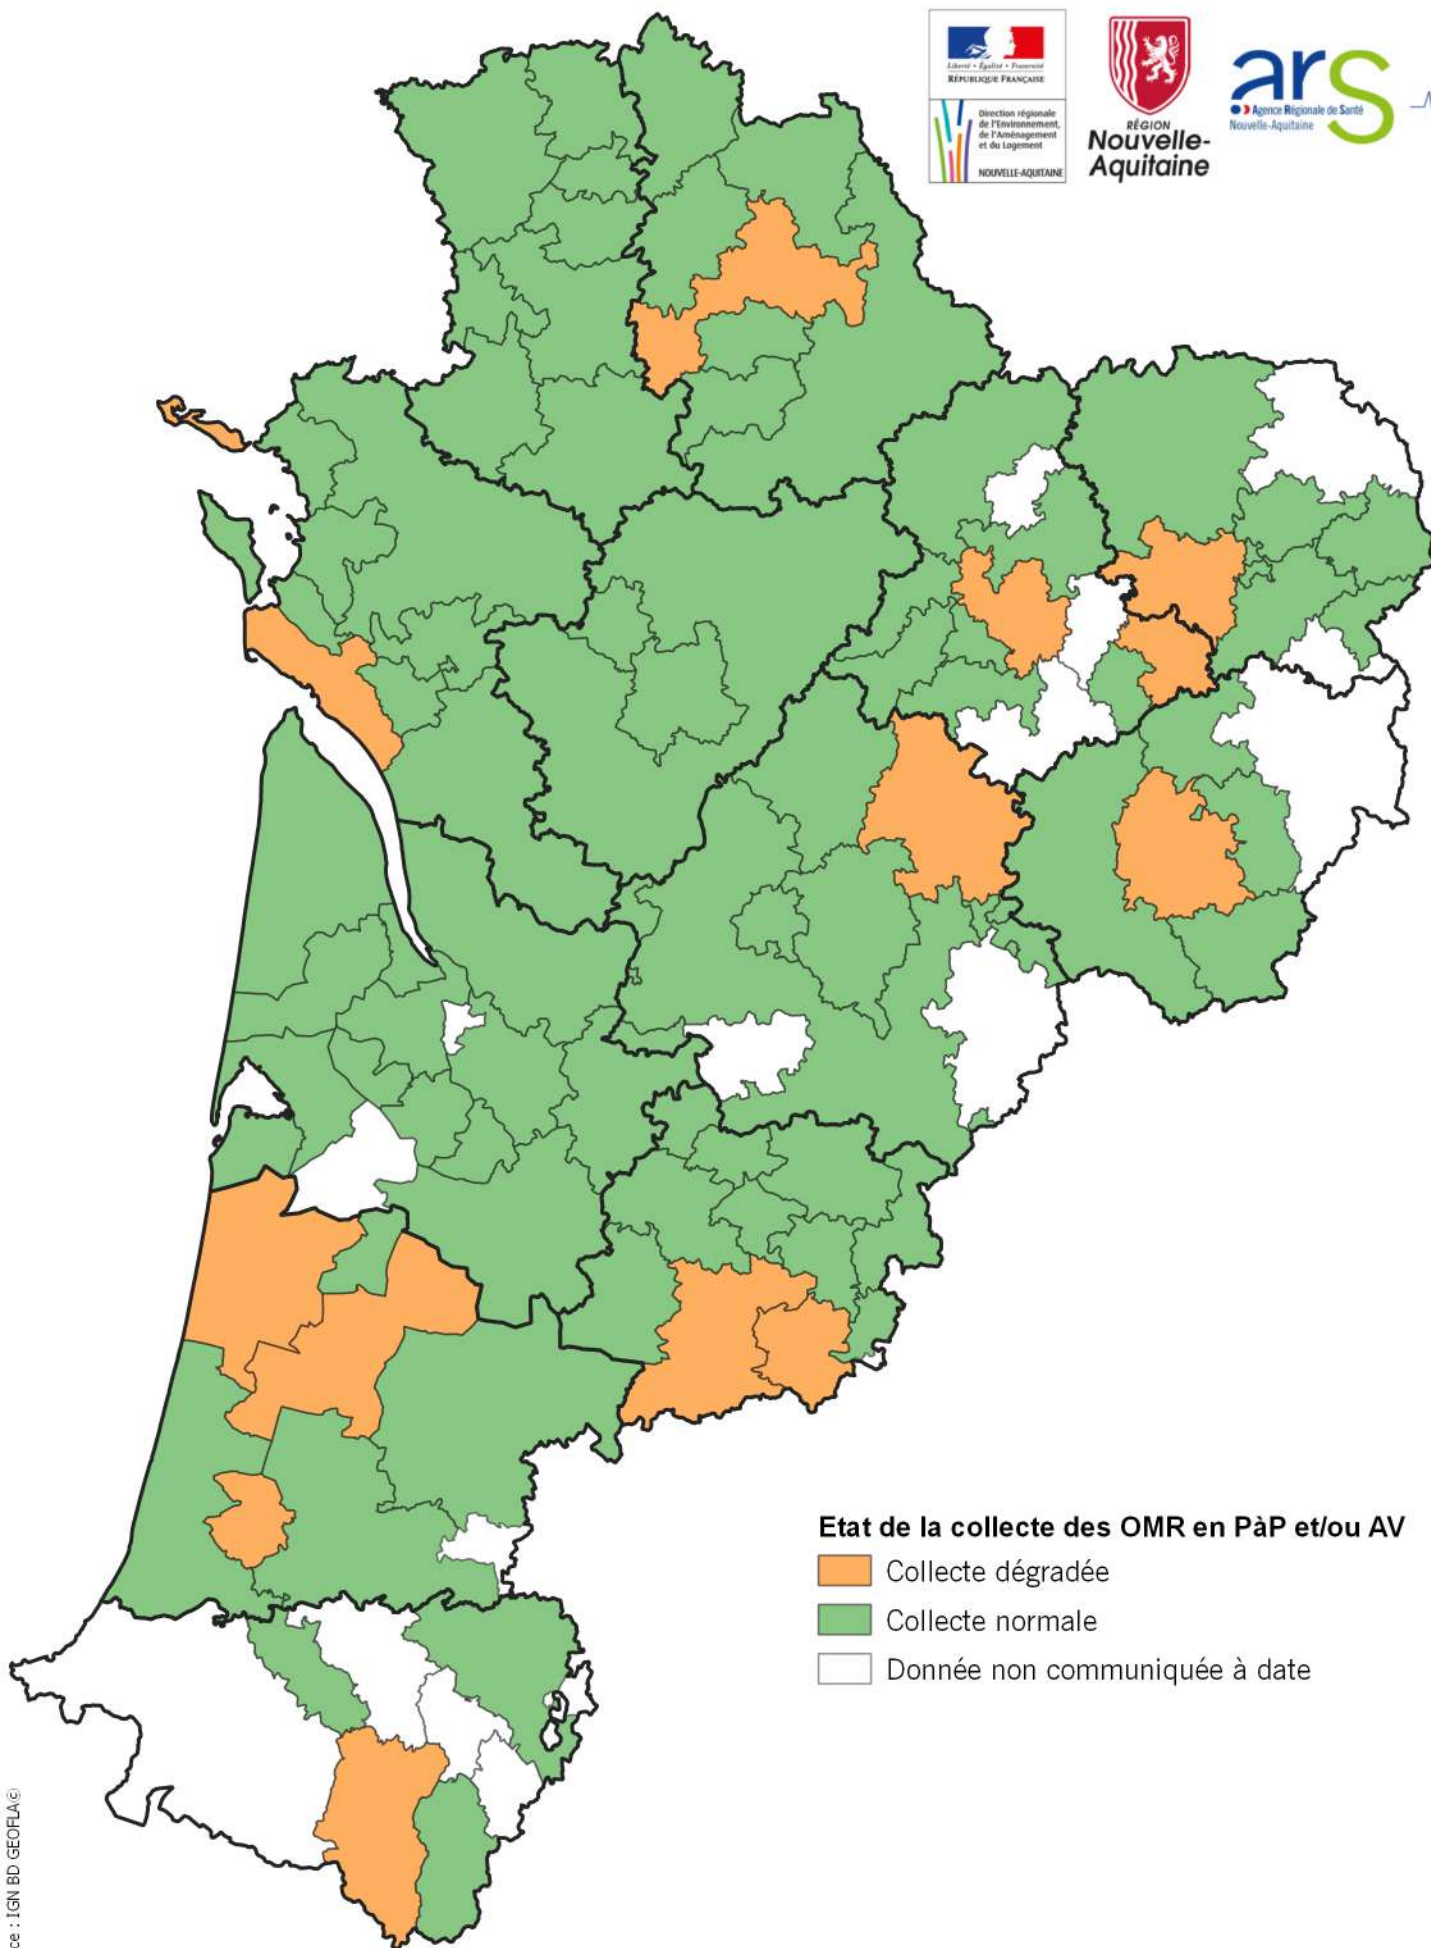 Liberté • Égalité • Fraternité
RÉPUBLIQUE FRANÇAISE
Direction régionale
de l'Environnement,
de l'Aménagement
et du Logement
NOUVELLE-AQUITAINE
RÉGION
Nouvelle-
Aquitaine
ars
Agence Régionale de Santé
Nouvelle-Aquitaine
Etat de la collecte des OMR en PàP et/ou AV
Collecte dégradée
Collecte normale
Donnée non communiquée à date
ce : IGN BD GEOFLA©